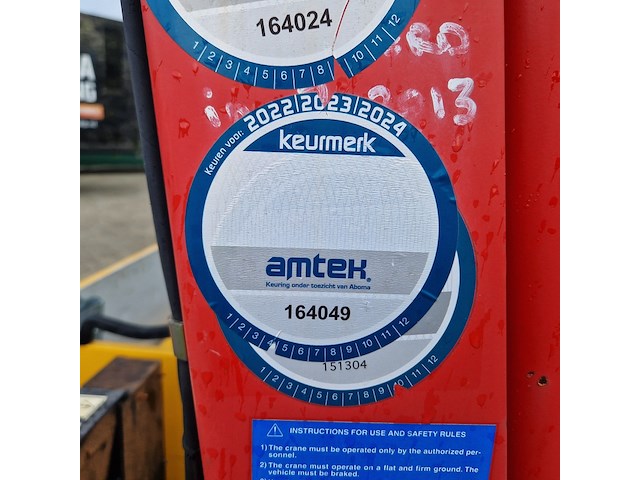 164024
1 2 3 4 5 6 7 8 10 11 12
2013
Keuren voor: 2022|2023|2024
keurmerk
amtek.
Keuring onder toezicht van Aboma
164049
1 2 3 4 5 6 7 8 9 10 11 12
151304
1 2 3 4 5 6 7 8 9 10 11 12
INSTRUCTIONS FOR USE AND SAFETY RULES
1) The crane must be operated only by the authorized per-
sonnel.
2) The crane must operate on a flat and firm ground. The
vehicle must be braked.